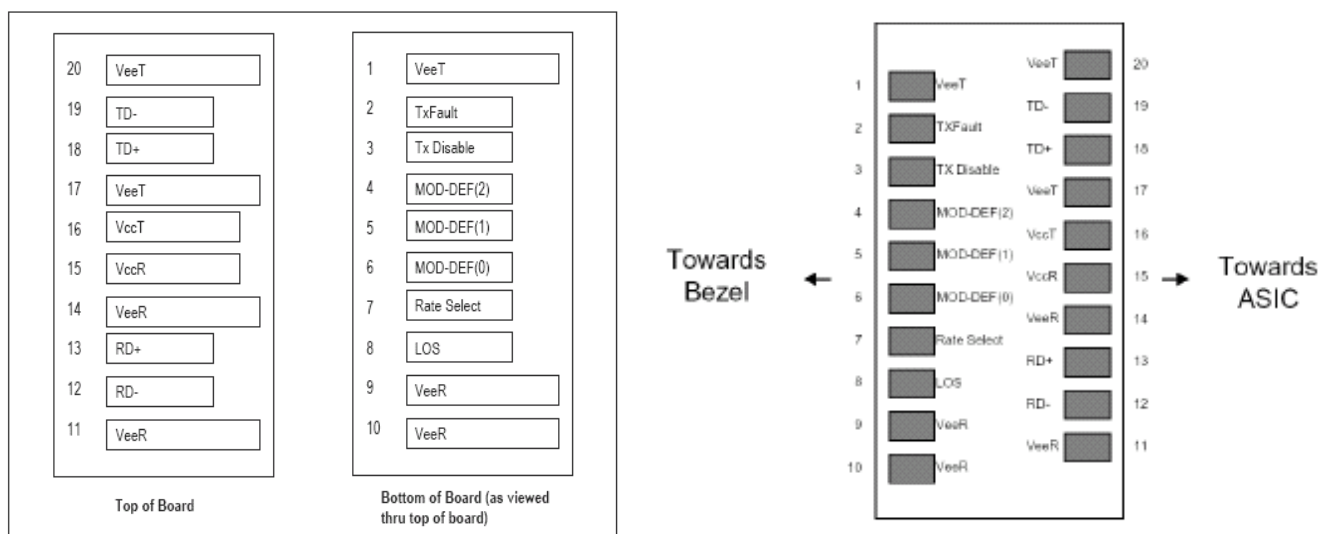 20 VeeT
19 TD-
18 TD+
17 VeeT
16 VccT
15 VccR
14 VeeR
13 RD+
12 RD-
11 VeeR
Top of Board
1 VeeT
2 TxFault
3 Tx Disable
4 MOD-DEF(2)
5 MOD-DEF(1)
6 MOD-DEF(0)
7 Rate Select
8 LOS
9 VeeR
10 VeeR
Bottom of Board (as viewed
thru top of board)
Towards
Bezel
1 VeeT
2 TXFault
3 TX Disable
4 MOD-DEF(2)
5 MOD-DEF(1)
6 MOD-DEF(0)
7 Rate Select
8 LOS
9 VeeR
10 VeeR
VeeT 20
TD- 19
TD+ 18
VeeT 17
VccT 16
VccR 15
VeeR 14
RD+ 13
RD- 12
VeeR 11
Towards
ASIC